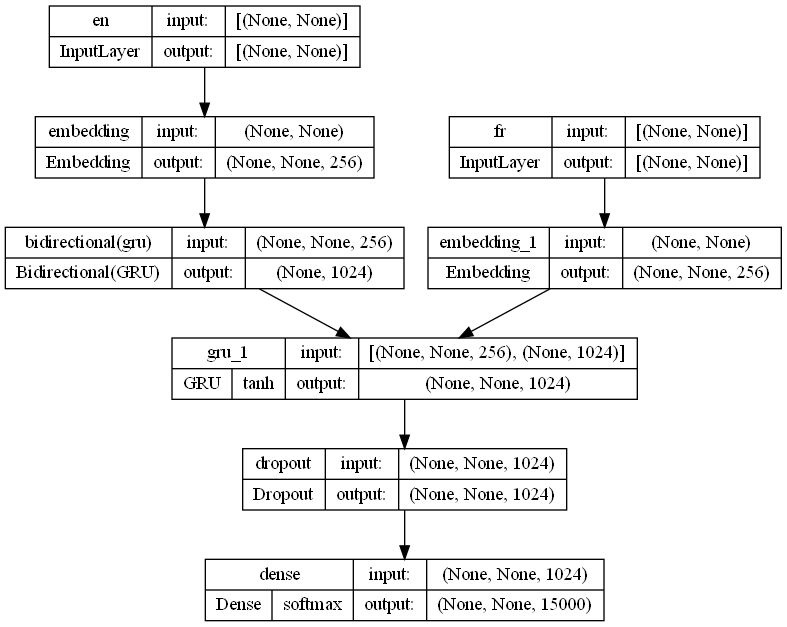 en input: [(None, None)]
InputLayer output: [(None, None)]
embedding input: (None, None)
Embedding output: (None, None, 256)
fr input: [(None, None)]
InputLayer output: [(None, None)]
bidirectional(gru) input: (None, None, 256)
Bidirectional(GRU) output: (None, 1024)
embedding_1 input: (None, None)
Embedding output: (None, None, 256)
gru_1 input: [(None, None, 256), (None, 1024)]
GRU tanh output: (None, None, 1024)
dropout input: (None, None, 1024)
Dropout output: (None, None, 1024)
dense input: (None, None, 1024)
Dense softmax output: (None, None, 15000)